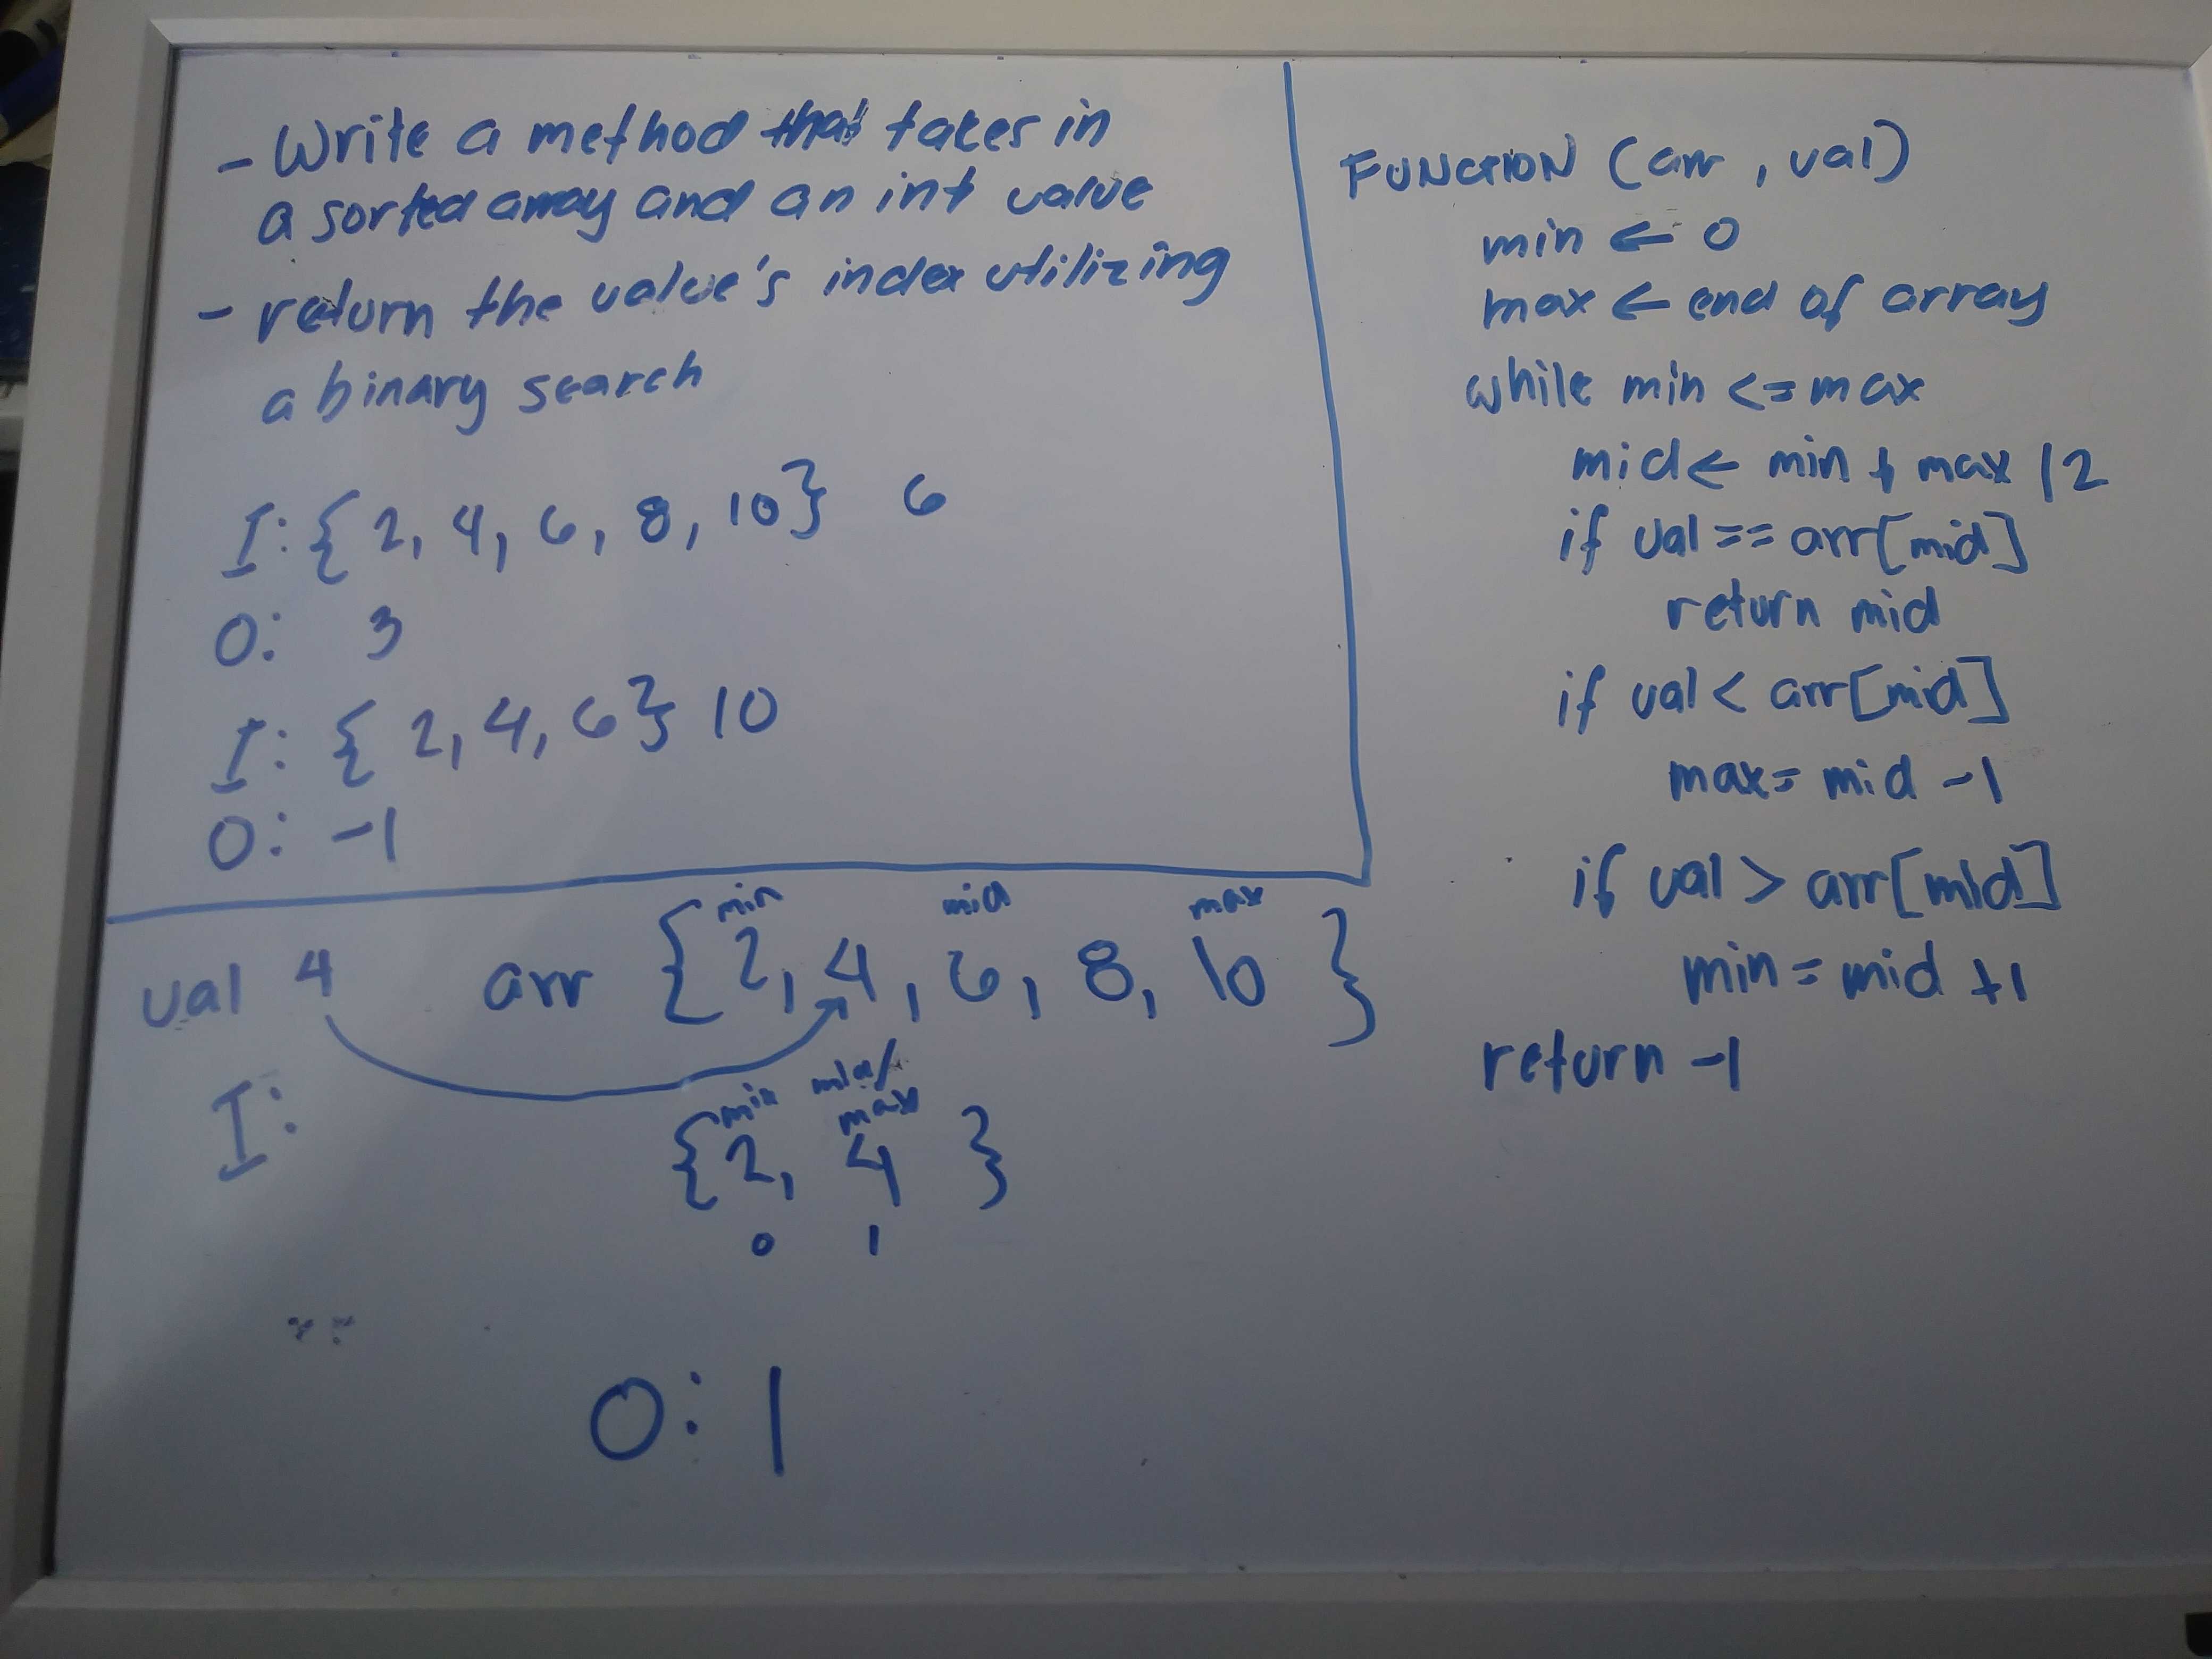 - Write a method that takes in
a sorted array and an int value
- return the value's index utilizing
a binary search
I: { 2, 4, 6, 8, 10} 6
O: 3
I: { 2, 4, 6} 10
O: -1
FUNCTION (arr, val)
min ← 0
max ← end of array
while min <= max
mid ← min + max /2
if val == arr[mid]
return mid
if val < arr[mid]
max = mid -1
if val > arr[mid]
min = mid +1
return -1
min mid max
val 4 arr { 2, 4, 6, 8, 10 }
I:
min mid/
max
{ 2, 4 }
0 1
O: 1